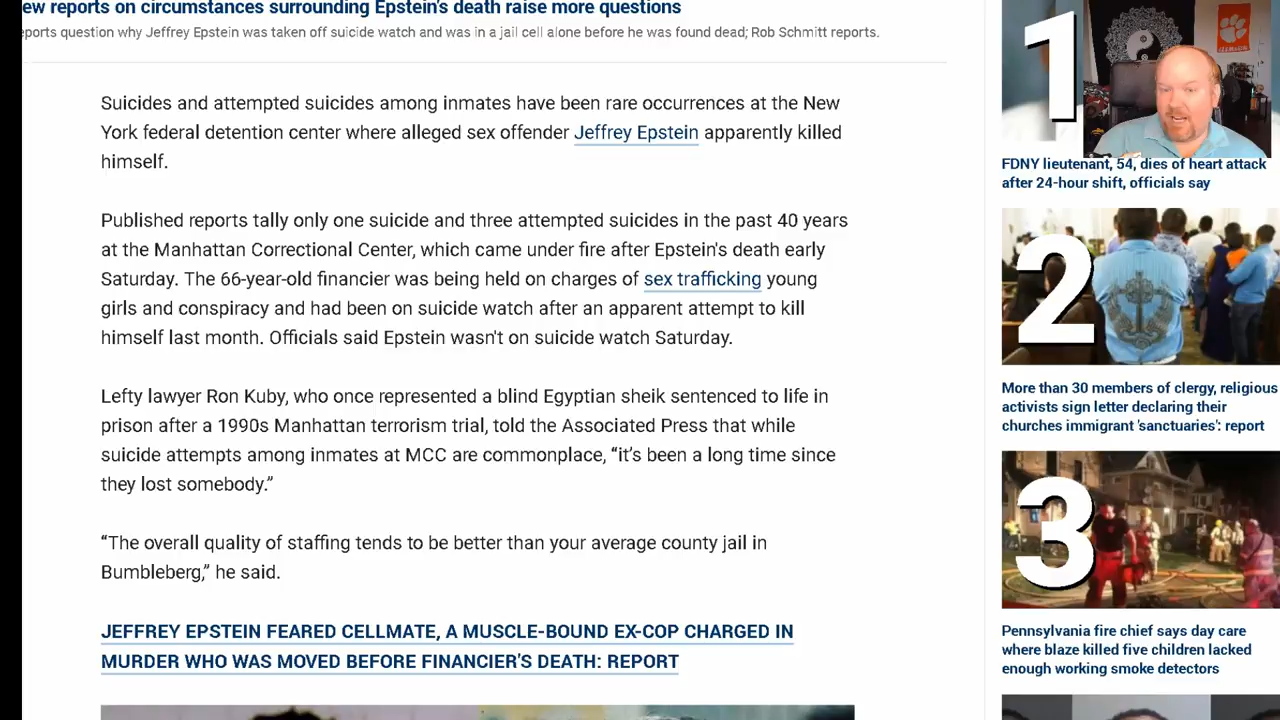 ew reports on circumstances surrounding Epstein's death raise more questions
ports question why Jeffrey Epstein was taken off suicide watch and was in a jail cell alone before he was found dead; Rob Schmitt reports.
Suicides and attempted suicides among inmates have been rare occurrences at the New
York federal detention center where alleged sex offender Jeffrey Epstein apparently killed
himself.
Published reports tally only one suicide and three attempted suicides in the past 40 years
at the Manhattan Correctional Center, which came under fire after Epstein's death early
Saturday. The 66-year-old financier was being held on charges of sex trafficking young
girls and conspiracy and had been on suicide watch after an apparent attempt to kill
himself last month. Officials said Epstein wasn't on suicide watch Saturday.
Lefty lawyer Ron Kuby, who once represented a blind Egyptian sheik sentenced to life in
prison after a 1990s Manhattan terrorism trial, told the Associated Press that while
suicide attempts among inmates at MCC are commonplace, “it’s been a long time since
they lost somebody.”
“The overall quality of staffing tends to be better than your average county jail in
Bumbleberg,” he said.
JEFFREY EPSTEIN FEARED CELLMATE, A MUSCLE-BOUND EX-COP CHARGED IN
MURDER WHO WAS MOVED BEFORE FINANCIER'S DEATH: REPORT
1
FDNY lieutenant, 54, dies of heart attack
after 24-hour shift, officials say
2
More than 30 members of clergy, religious
activists sign letter declaring their
churches immigrant 'sanctuaries': report
3
Pennsylvania fire chief says day care
where blaze killed five children lacked
enough working smoke detectors